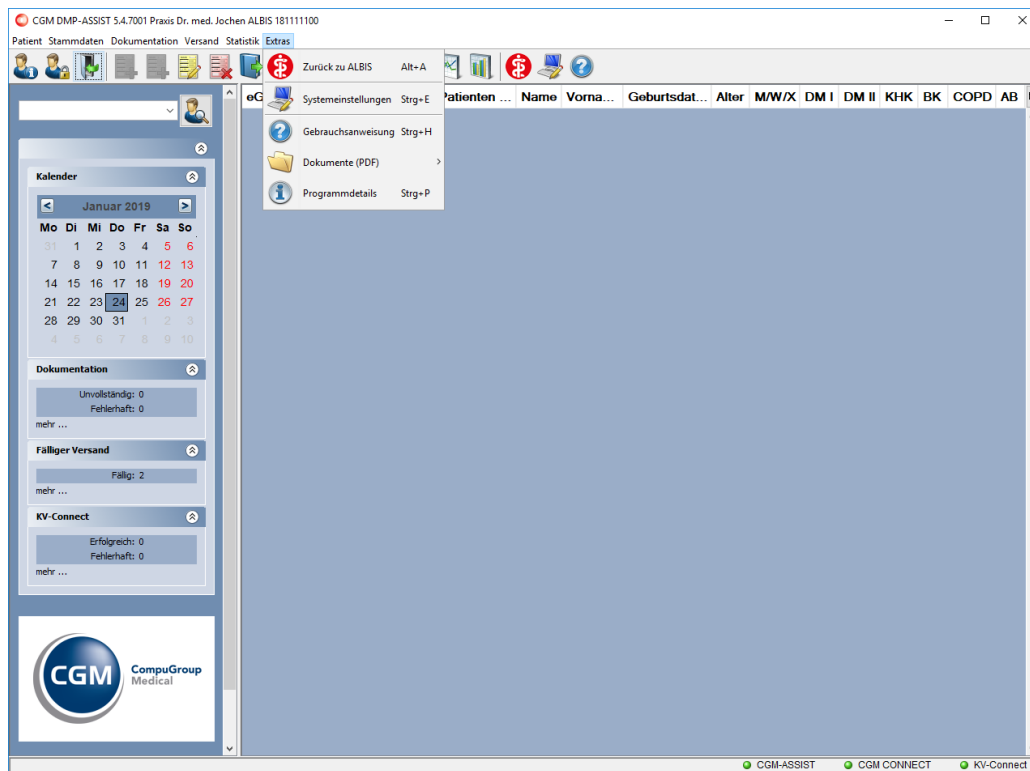 CGM DMP-ASSIST 5.4.7001 Praxis Dr. med. Jochen ALBIS 181111100
Patient Stammdaten Dokumentation Versand Statistik Extras
Zurück zu ALBIS Alt+A
Systemeinstellungen Strg+E
Gebrauchsanweisung Strg+H
Dokumente (PDF)
Programmdetails Strg+P
Patienten ... Name Vorna... Geburtsdat... Alter M/W/X DM I DM II KHK BK COPD AB
Kalender
Januar 2019
Mo Di Mi Do Fr Sa So
31 1 2 3 4 5 6
7 8 9 10 11 12 13
14 15 16 17 18 19 20
21 22 23 24 25 26 27
28 29 30 31 1 2 3
4 5 6 7 8 9 10
Dokumentation
Unvollständig: 0
Fehlerhaft: 0
mehr ...
Fälliger Versand
Fällig: 2
mehr ...
KV-Connect
Erfolgreich: 0
Fehlerhaft: 0
mehr ...
CGM CompuGroup
Medical
CGM-ASSIST CGM CONNECT KV-Connect